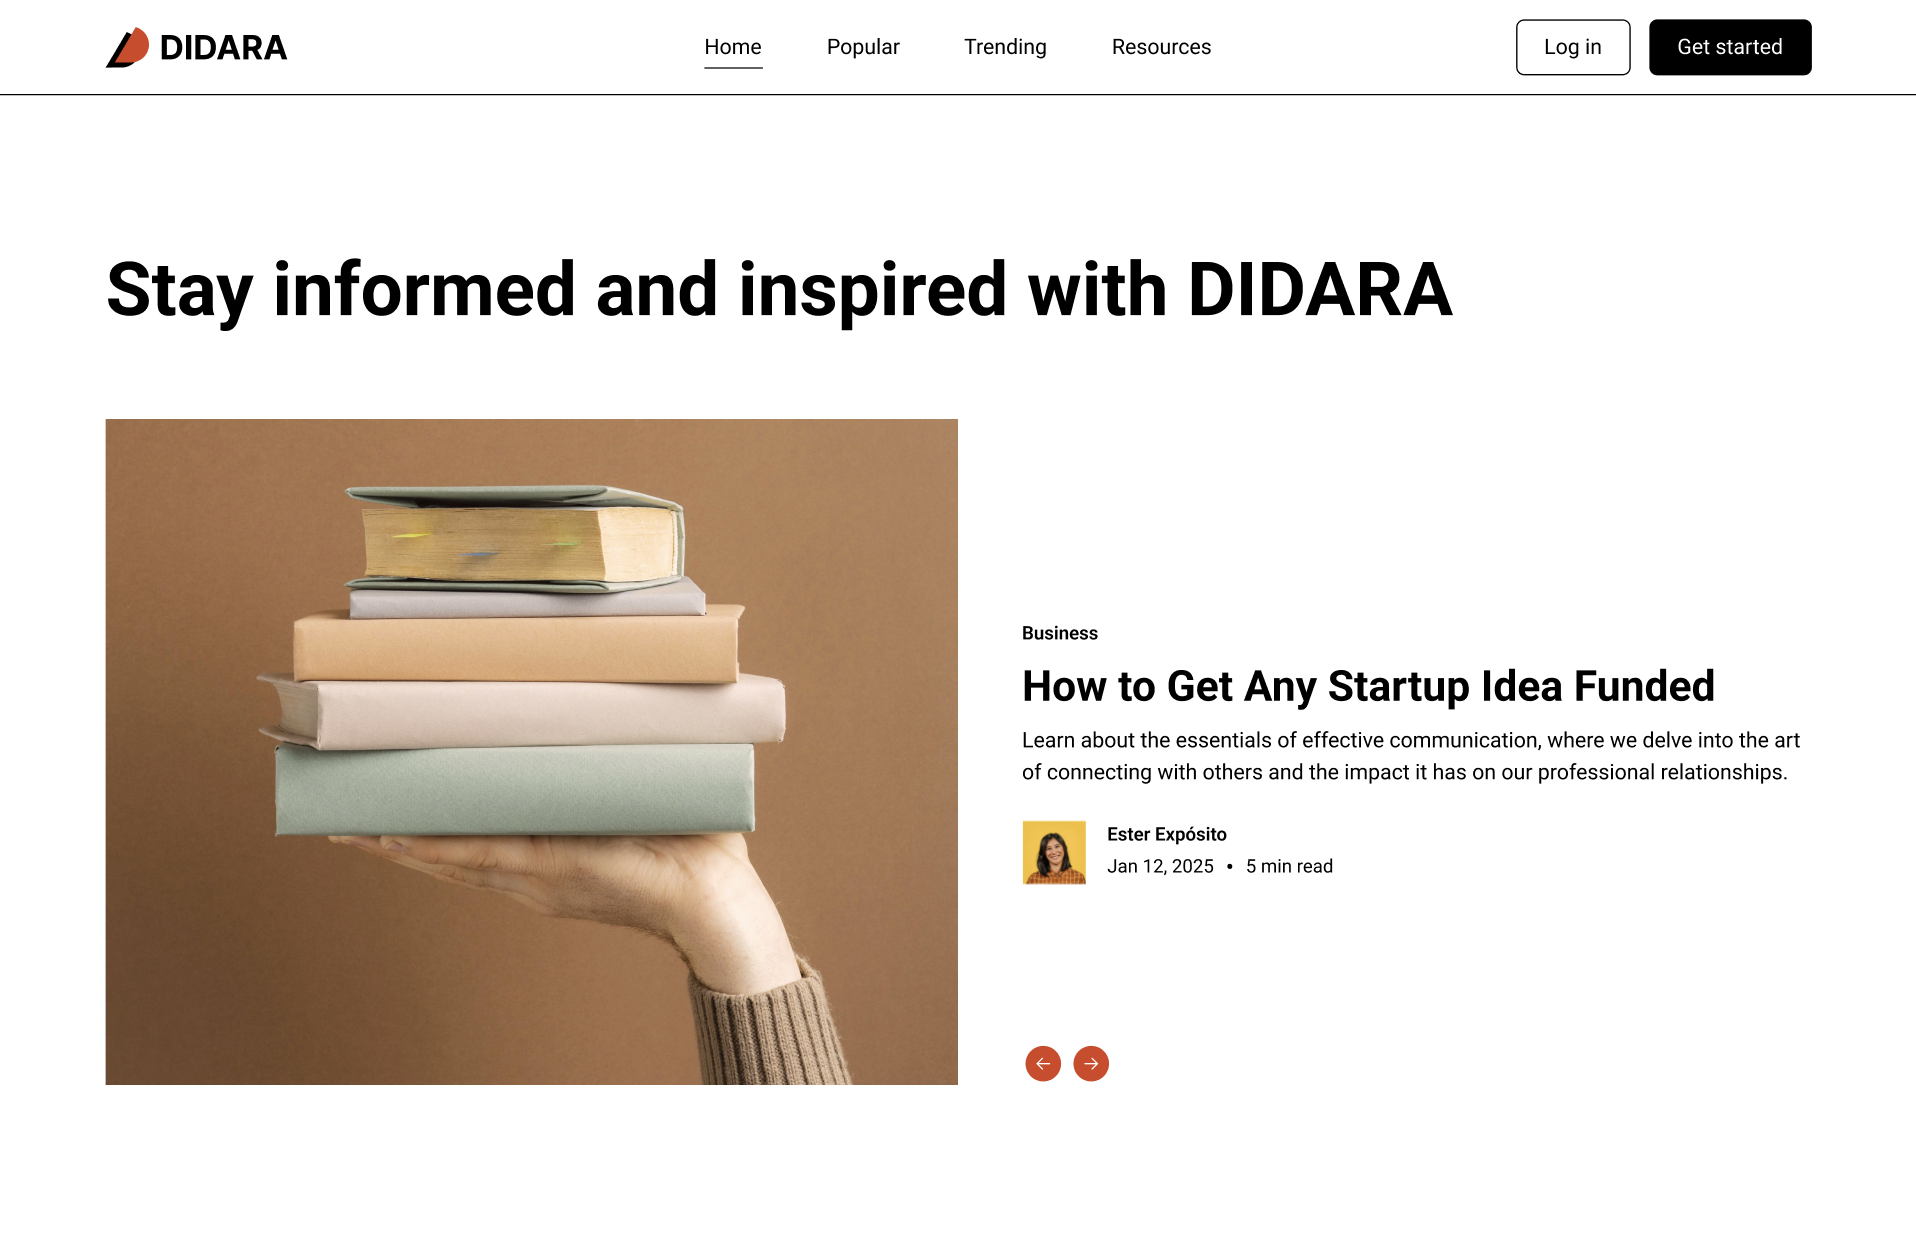 DIDARA
Home
Popular
Trending
Resources
Log in
Get started
Stay informed and inspired with DIDARA
Business
How to Get Any Startup Idea Funded
Learn about the essentials of effective communication, where we delve into the art
of connecting with others and the impact it has on our professional relationships.
Ester Expósito
Jan 12, 2025 • 5 min read